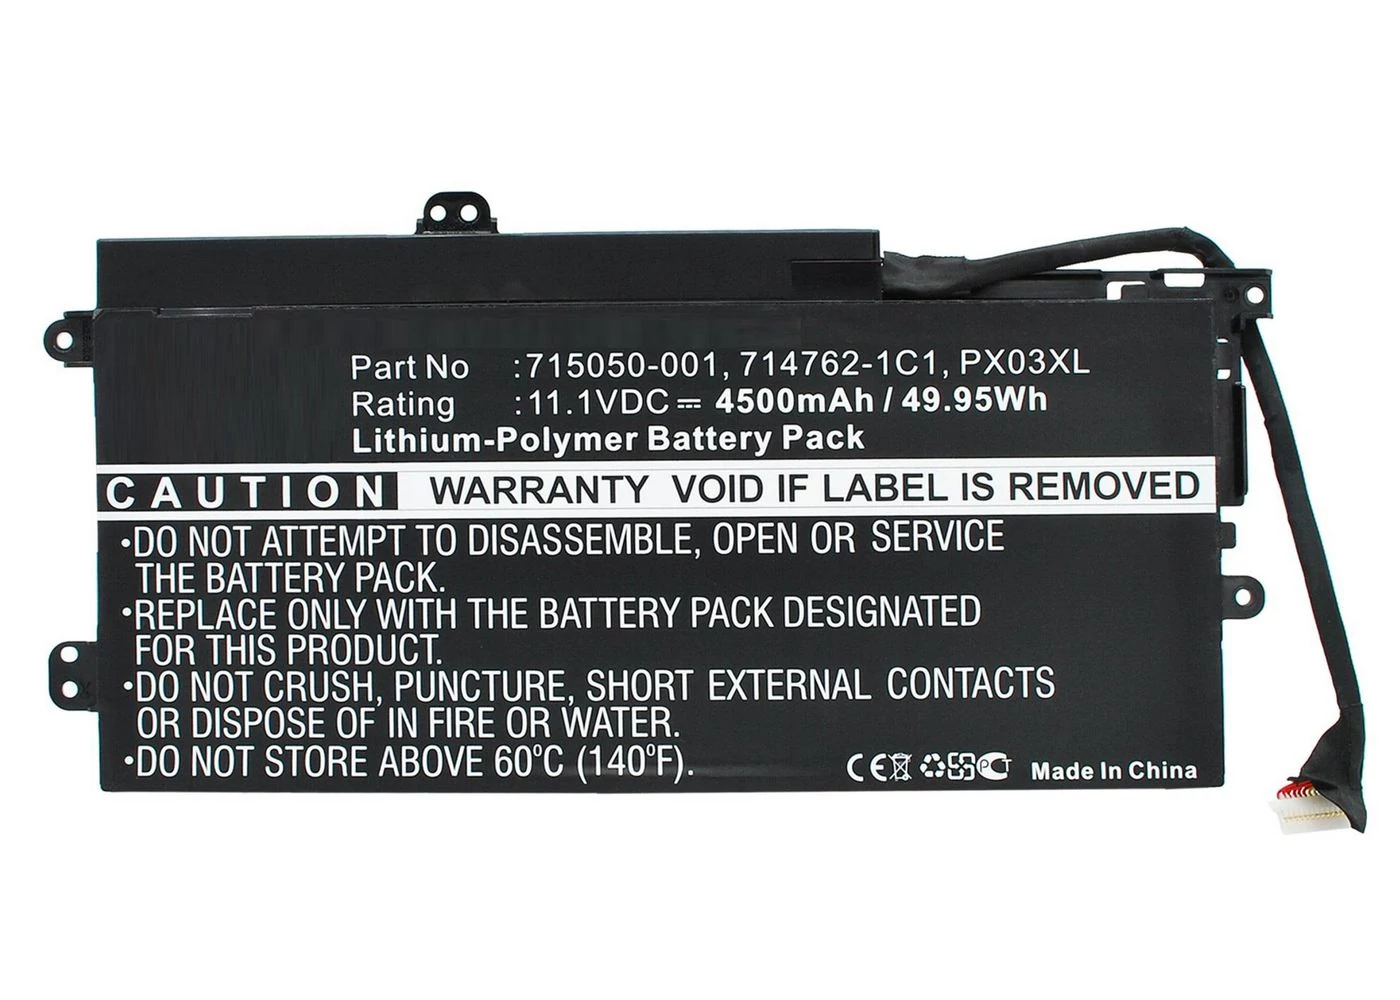 Part No :715050-001, 714762-1C1, PX03XL
Rating :11.1VDC ⎓ 4500mAh / 49.95Wh
Lithium-Polymer Battery Pack
CAUTION WARRANTY VOID IF LABEL IS REMOVED
•DO NOT ATTEMPT TO DISASSEMBLE, OPEN OR SERVICE
THE BATTERY PACK.
•REPLACE ONLY WITH THE BATTERY PACK DESIGNATED
FOR THIS PRODUCT.
•DO NOT CRUSH, PUNCTURE, SHORT EXTERNAL CONTACTS
OR DISPOSE OF IN FIRE OR WATER.
•DO NOT STORE ABOVE 60ºC (140ºF).
CE PCT Made In China